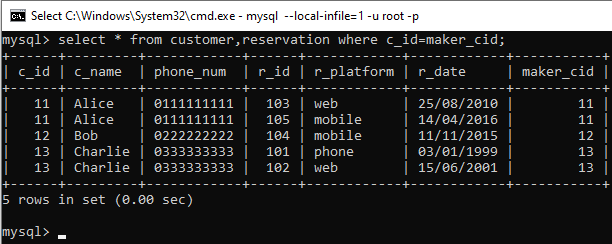 Select C:\Windows\System32\cmd.exe - mysql  --local-infile=1 -u root -p
mysql> select * from customer,reservation where c_id=maker_cid;
+------+---------+------------+------+------------+------------+-----------+
| c_id | c_name  | phone_num  | r_id | r_platform | r_date     | maker_cid |
+------+---------+------------+------+------------+------------+-----------+
|   11 | Alice   | 0111111111 |  103 | web        | 25/08/2010 |        11 |
|   11 | Alice   | 0111111111 |  105 | mobile     | 14/04/2016 |        11 |
|   12 | Bob     | 0222222222 |  104 | mobile     | 11/11/2015 |        12 |
|   13 | Charlie | 0333333333 |  101 | phone      | 03/01/1999 |        13 |
|   13 | Charlie | 0333333333 |  102 | web        | 15/06/2001 |        13 |
+------+---------+------------+------+------------+------------+-----------+
5 rows in set (0.00 sec)
mysql>